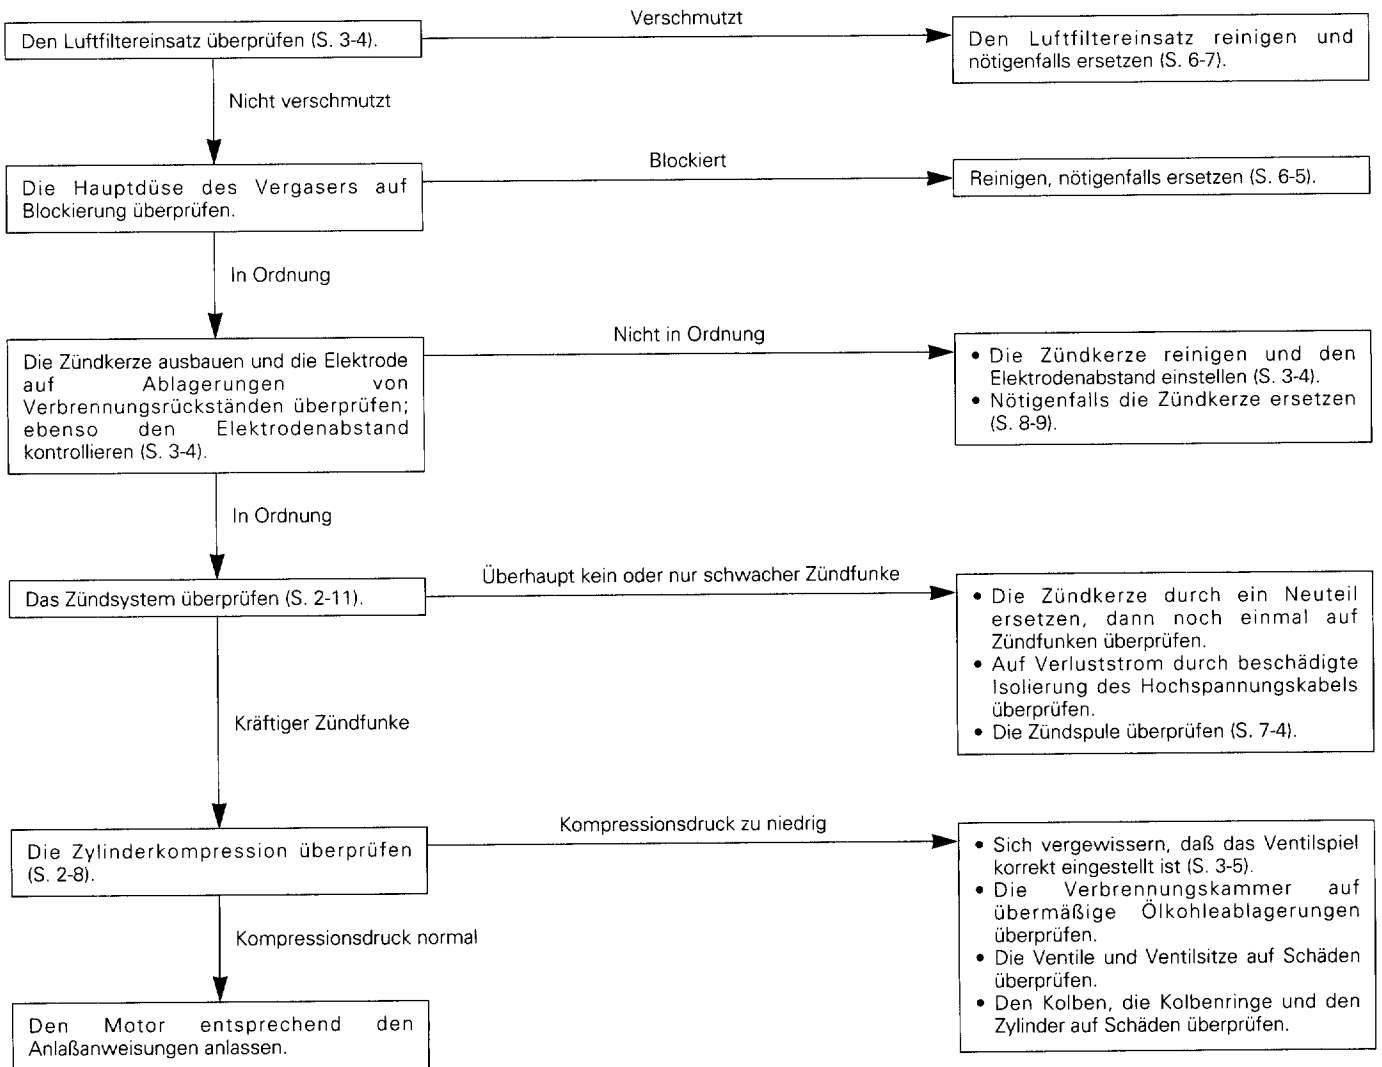 Den Luftfiltereinsatz überprüfen (S. 3-4).
Verschmutzt
Den Luftfiltereinsatz reinigen und
nötigenfalls ersetzen (S. 6-7).
Nicht verschmutzt
Die Hauptdüse des Vergasers auf
Blockierung überprüfen.
Blockiert
Reinigen, nötigenfalls ersetzen (S. 6-5).
In Ordnung
Die Zündkerze ausbauen und die Elektrode
auf Ablagerungen von
Verbrennungsrückständen überprüfen;
ebenso den Elektrodenabstand
kontrollieren (S. 3-4).
Nicht in Ordnung
• Die Zündkerze reinigen und den
Elektrodenabstand einstellen (S. 3-4).
• Nötigenfalls die Zündkerze ersetzen
(S. 8-9).
In Ordnung
Das Zündsystem überprüfen (S. 2-11).
Überhaupt kein oder nur schwacher Zündfunke
• Die Zündkerze durch ein Neuteil
ersetzen, dann noch einmal auf
Zündfunken überprüfen.
• Auf Verluststrom durch beschädigte
Isolierung des Hochspannungskabels
überprüfen.
• Die Zündspule überprüfen (S. 7-4).
Kräftiger Zündfunke
Die Zylinderkompression überprüfen
(S. 2-8).
Kompressionsdruck zu niedrig
• Sich vergewissern, daß das Ventilspiel
korrekt eingestellt ist (S. 3-5).
• Die Verbrennungskammer auf
übermäßige Ölkohleablagerungen
überprüfen.
• Die Ventile und Ventilsitze auf Schäden
überprüfen.
• Den Kolben, die Kolbenringe und den
Zylinder auf Schäden überprüfen.
Kompressionsdruck normal
Den Motor entsprechend den
Anlaßanweisungen anlassen.